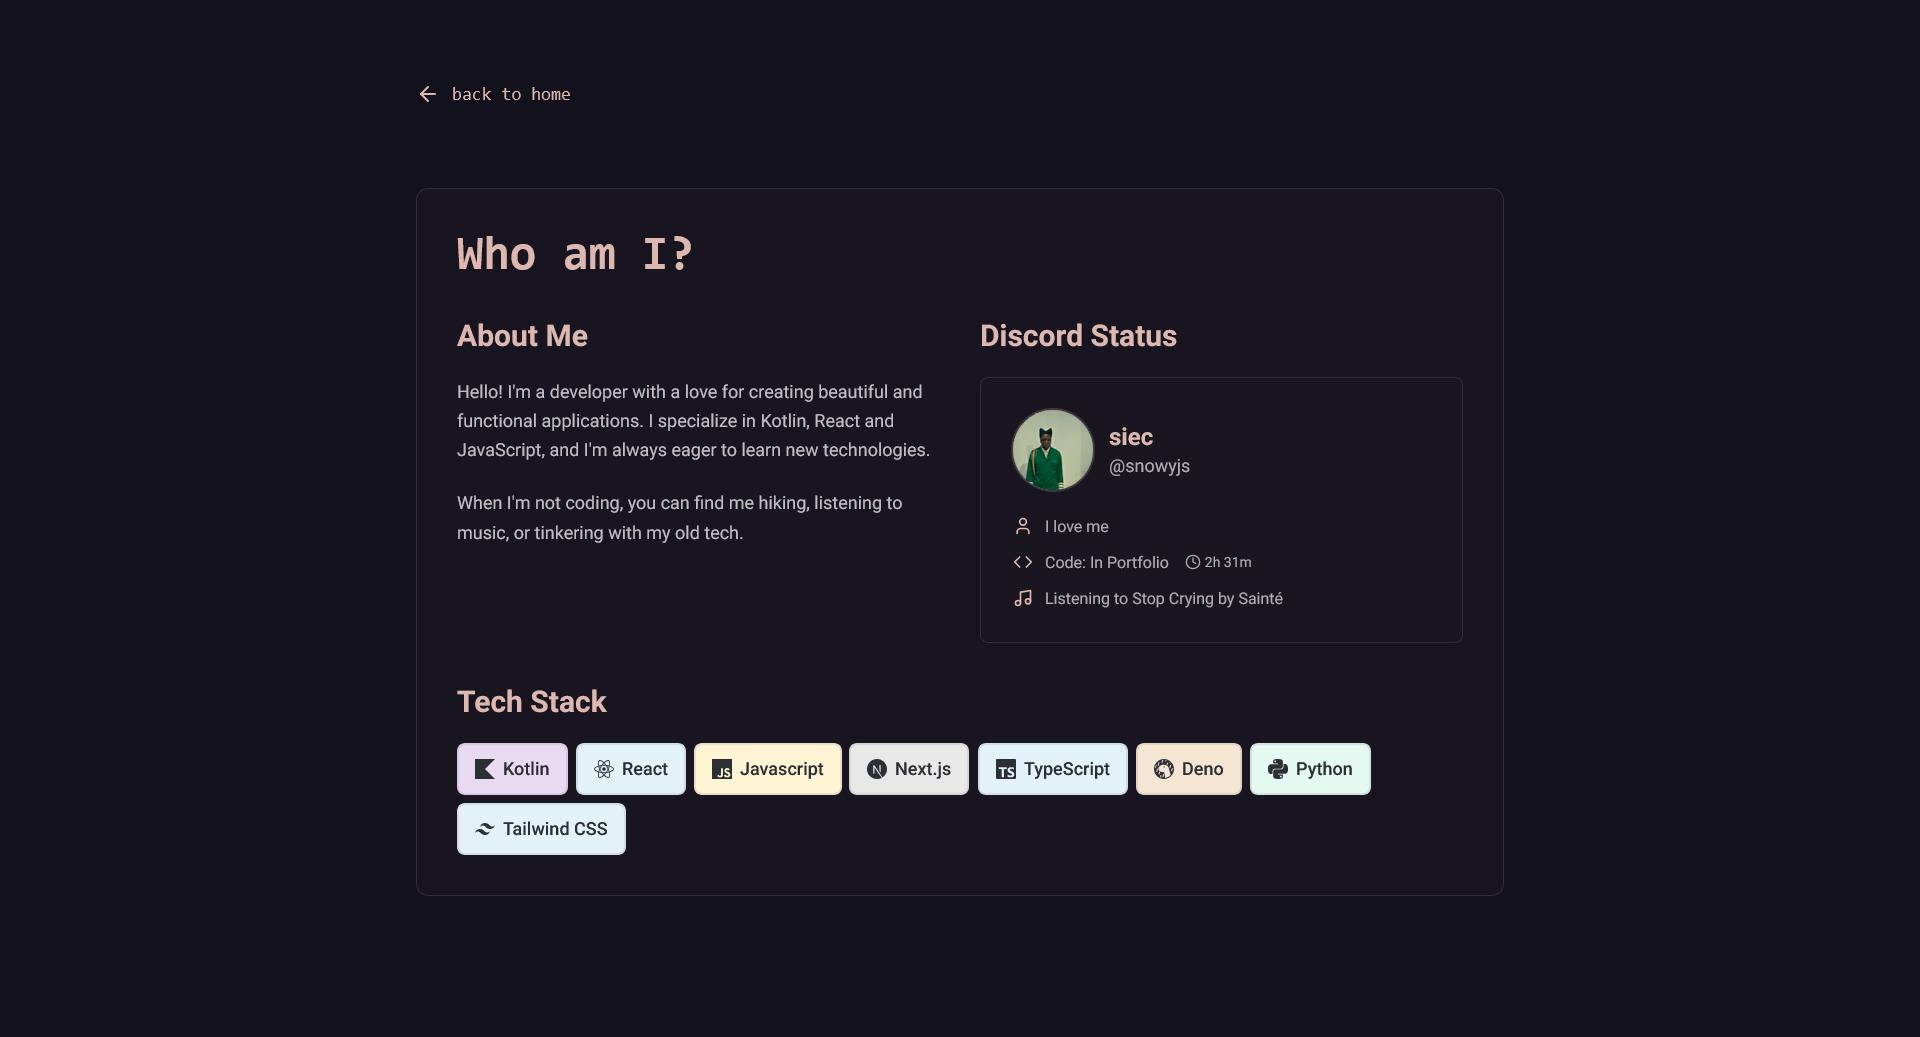 back to home
Who am I?
About Me
Hello! I'm a developer with a love for creating beautiful and
functional applications. I specialize in Kotlin, React and
JavaScript, and I'm always eager to learn new technologies.
When I'm not coding, you can find me hiking, listening to
music, or tinkering with my old tech.
Discord Status
siec
@snowyjs
I love me
Code: In Portfolio 2h 31m
Listening to Stop Crying by Sainté
Tech Stack
Kotlin React JS Javascript N Next.js TS TypeScript Deno Python
Tailwind CSS